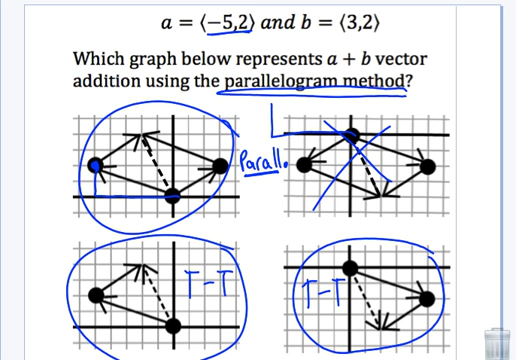 a = ⟨−5,2⟩ and b = ⟨3,2⟩
Which graph below represents a + b vector
addition using the parallelogram method?
Parall.
T-T
T-T